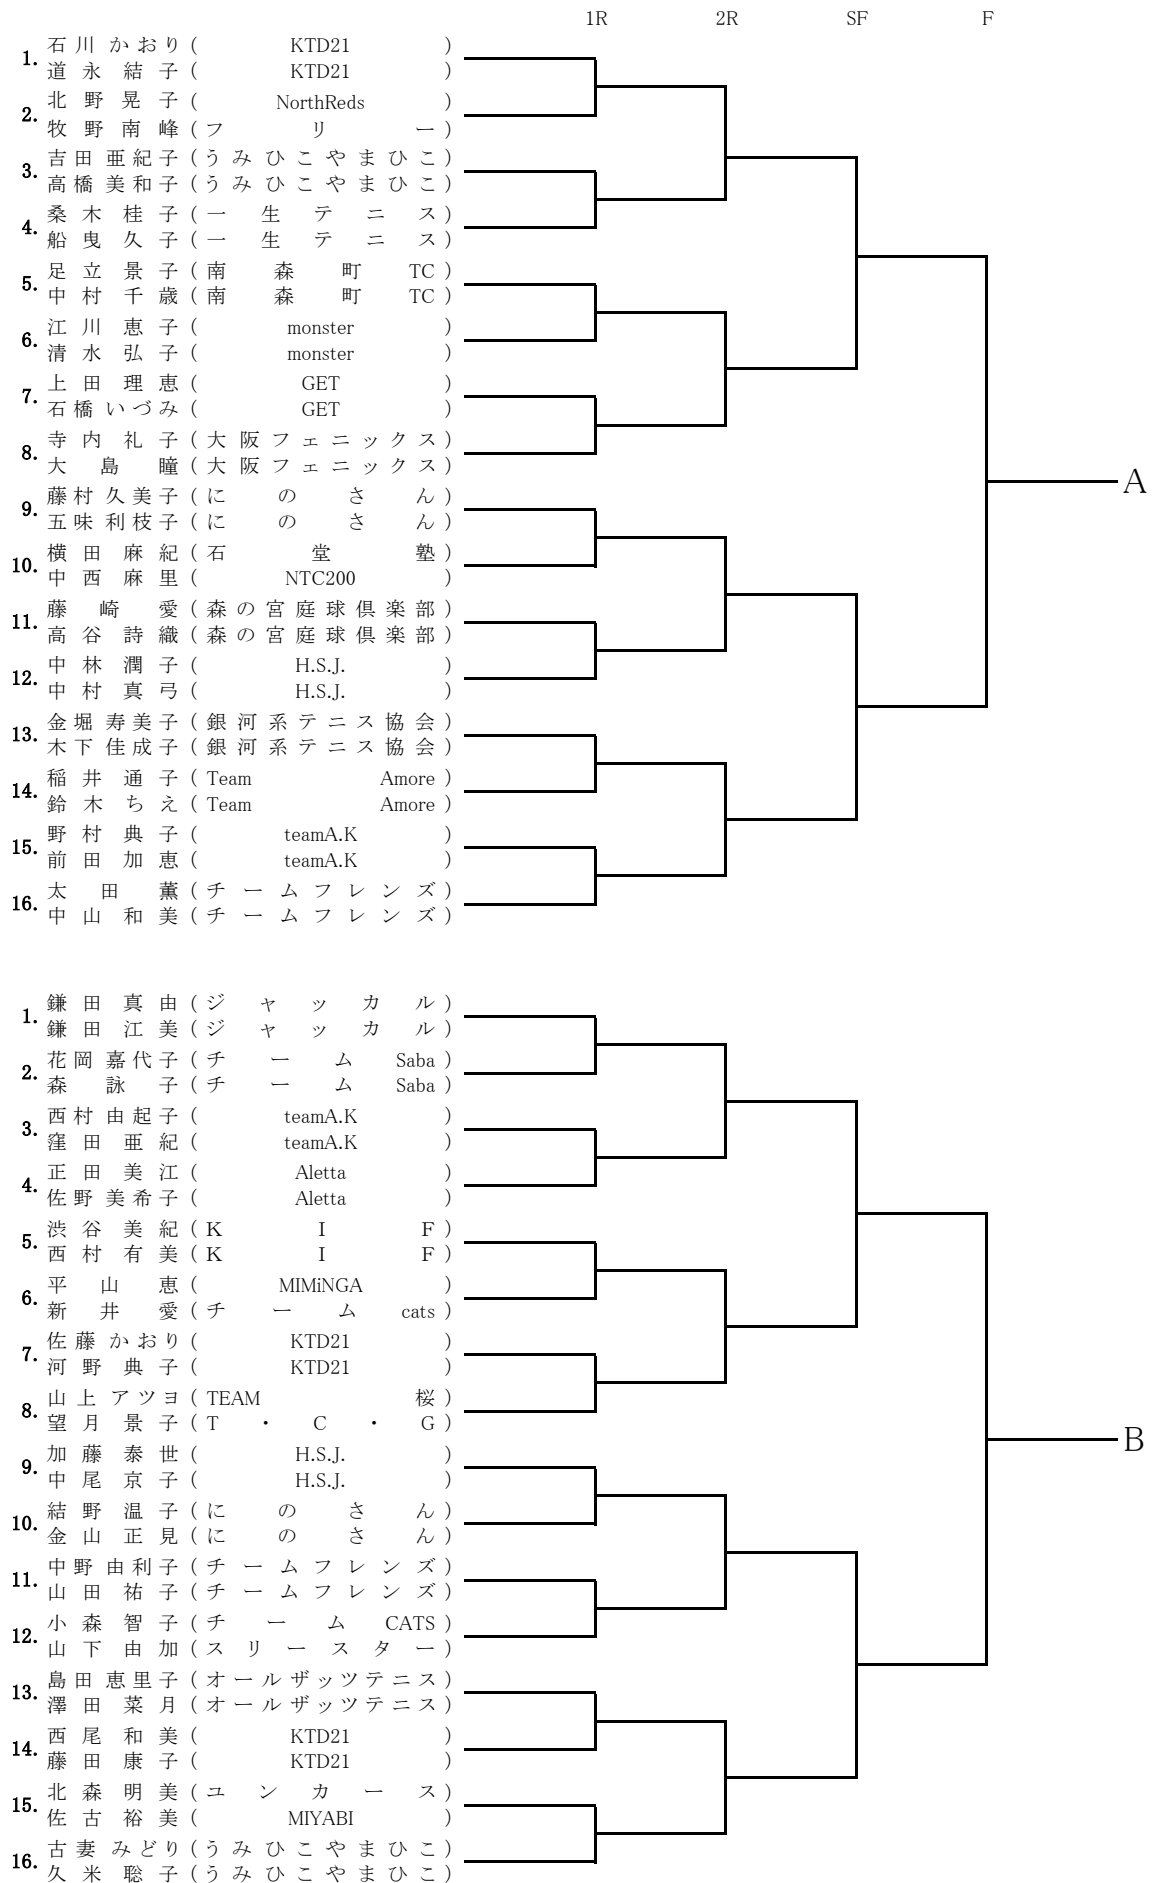 1R 2R SF F
1. 石川 かおり ( KTD21 )
道永 結子 ( KTD21 )
2. 北野 晃子 ( NorthReds )
牧野 南峰 ( フリー )
3. 吉田 亜紀子 ( うみひこやまひこ )
高橋 美和子 ( うみひこやまひこ )
4. 桑木 桂子 ( 一生テニス )
船曳 久子 ( 一生テニス )
5. 足立 景子 ( 南森町TC )
中村 千歳 ( 南森町TC )
6. 江川 恵子 ( monster )
清水 弘子 ( monster )
7. 上田 理恵 ( GET )
石橋 いづみ ( GET )
8. 寺内 礼子 ( 大阪フェニックス )
大島 瞳 ( 大阪フェニックス )
9. 藤村 久美子 ( にのさん )
五味 利枝子 ( にのさん )
A
10. 横田 麻紀 ( 石堂塾 )
中西 麻里 ( NTC200 )
11. 藤崎 愛 ( 森の宮庭球倶楽部 )
高谷 詩織 ( 森の宮庭球倶楽部 )
12. 中林 潤子 ( H.S.J. )
中村 真弓 ( H.S.J. )
13. 金堀 寿美子 ( 銀河系テニス協会 )
木下 佳成子 ( 銀河系テニス協会 )
14. 稲井 通子 ( Team Amore )
鈴木 ちえ ( Team Amore )
15. 野村 典子 ( teamA.K )
前田 加恵 ( teamA.K )
16. 太田 薫 ( チームフレンズ )
中山 和美 ( チームフレンズ )
1. 鎌田 真由 ( ジャッカル )
鎌田 江美 ( ジャッカル )
2. 花岡 嘉代子 ( チームSaba )
森 詠子 ( チームSaba )
3. 西村 由起子 ( teamA.K )
窪田 亜紀 ( teamA.K )
4. 正田 美江 ( Aletta )
佐野 美希子 ( Aletta )
5. 渋谷 美紀 ( KIF )
西村 有美 ( KIF )
6. 平山 恵 ( MIMiNGA )
新井 愛 ( チームcats )
7. 佐藤 かおり ( KTD21 )
河野 典子 ( KTD21 )
8. 山上 アツヨ ( TEAM 桜 )
望月 景子 ( T・C・G )
B
9. 加藤 泰世 ( H.S.J. )
中尾 京子 ( H.S.J. )
10. 結野 温子 ( にのさん )
金山 正見 ( にのさん )
11. 中野 由利子 ( チームフレンズ )
山田 祐子 ( チームフレンズ )
12. 小森 智子 ( チームCATS )
山下 由加 ( スリースター )
13. 島田 恵里子 ( オールザッツテニス )
澤田 菜月 ( オールザッツテニス )
14. 西尾 和美 ( KTD21 )
藤田 康子 ( KTD21 )
15. 北森 明美 ( ユンカース )
佐古 裕美 ( MIYABI )
16. 古妻 みどり ( うみひこやまひこ )
久米 聡子 ( うみひこやまひこ )